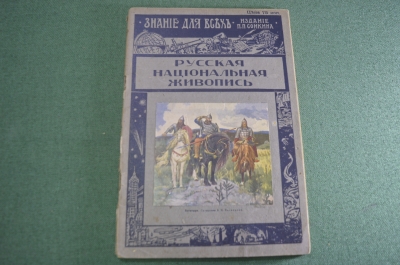 ЗНАНІЕ ДЛЯ ВСѢХЪ
ИЗДАНІЕ
П.П.СОЙКИНА
РУССКАЯ
НАЦІОНАЛЬНАЯ
ЖИВОПИСЬ